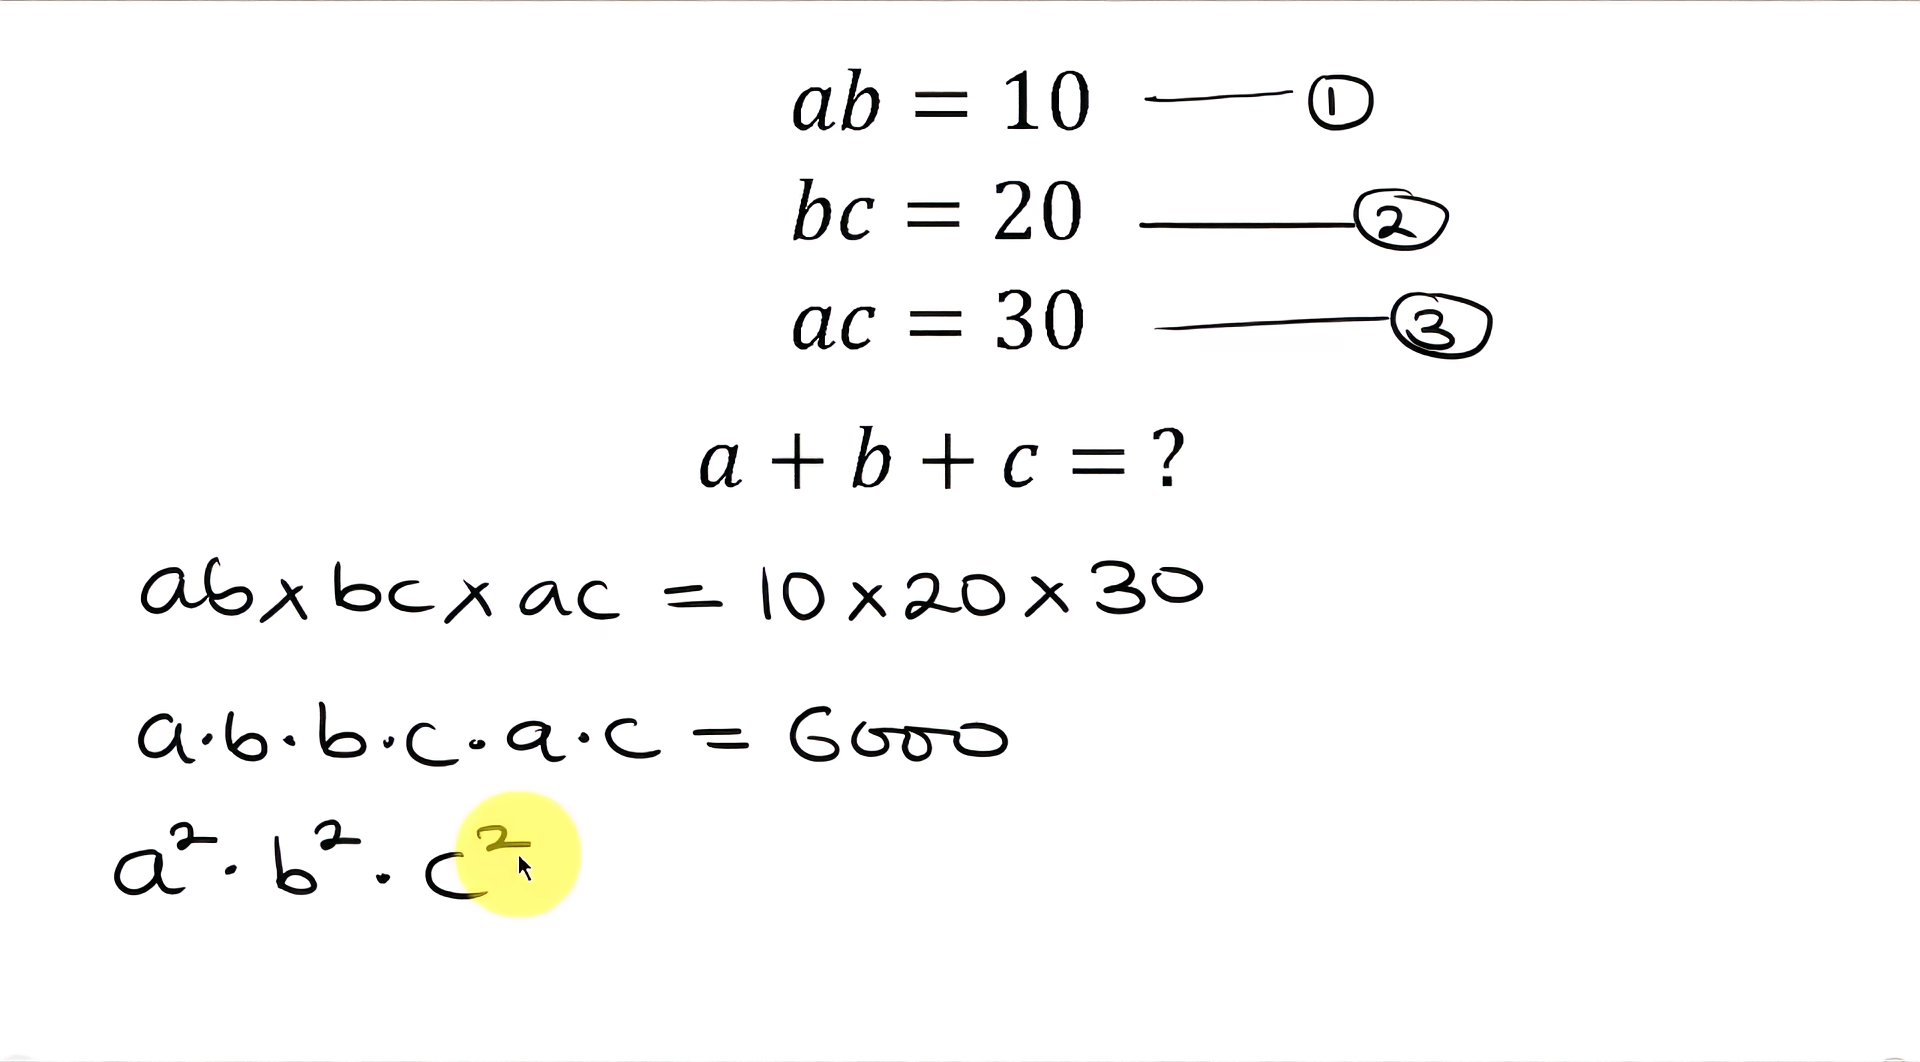 ab = 10 —— ①
bc = 20 —— ②
ac = 30 —— ③
a + b + c = ?
ab × bc × ac = 10 × 20 × 30
a·b·b·c·a·c = 6000
a²·b²·c²